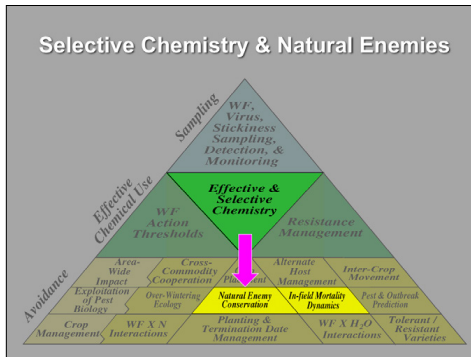 Selective Chemistry & Natural Enemies
Sampling
WF,
Virus,
Stickiness
Sampling,
Detection, &
Monitoring
Effective
Chemical Use
Effective &
Selective
Chemistry
WF
Action
Thresholds
Resistance
Management
Avoidance
Area-
Wide
Impact
Cross-
Commodity
Cooperation
Alternate
Host
Management
Inter-Crop
Movement
Exploitation
of Pest
Biology
Over-Wintering
Ecology
Natural Enemy
Conservation
In-field Mortality
Dynamics
Pest & Outbreak
Prediction
Crop
Management
WF X N
Interactions
Planting &
Termination Date
Management
WF X H2O
Interactions
Tolerant /
Resistant
Varieties